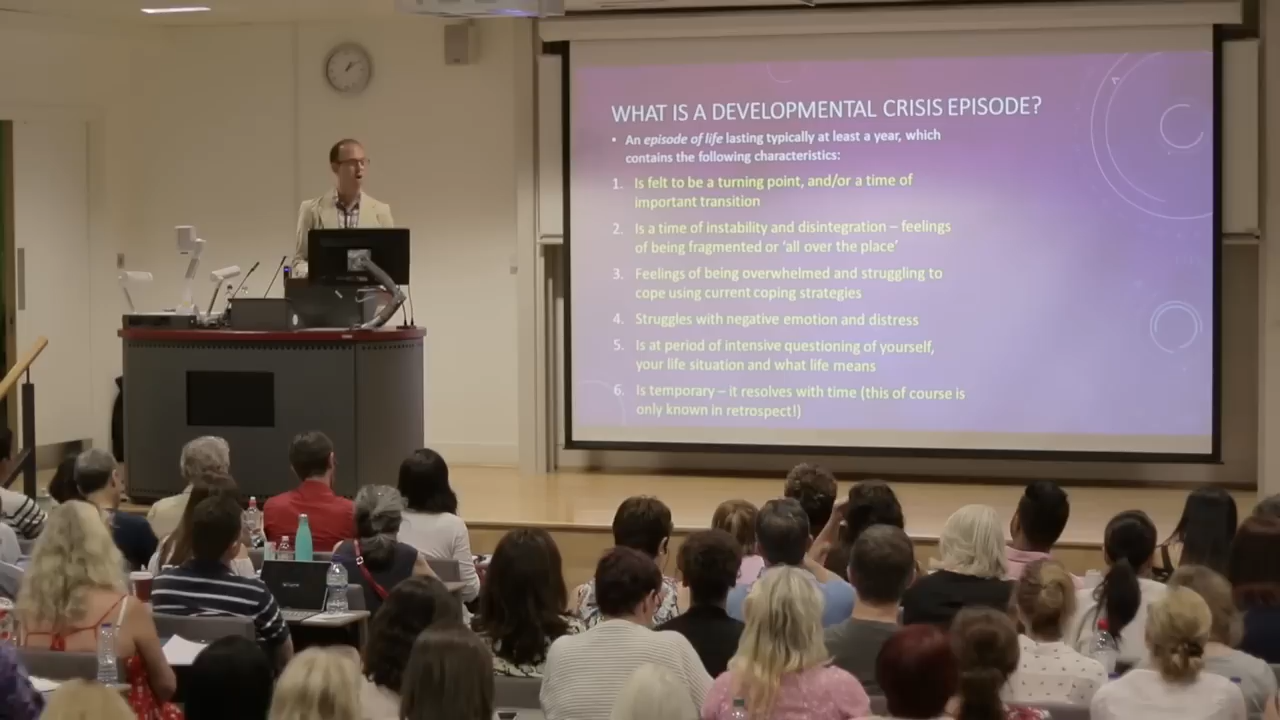 WHAT IS A DEVELOPMENTAL CRISIS EPISODE?
• An episode of life lasting typically at least a year, which
contains the following characteristics:
1. Is felt to be a turning point, and/or a time of
important transition
2. Is a time of instability and disintegration – feelings
of being fragmented or 'all over the place'
3. Feelings of being overwhelmed and struggling to
cope using current coping strategies
4. Struggles with negative emotion and distress
5. Is at period of intensive questioning of yourself,
your life situation and what life means
6. Is temporary – it resolves with time (this of course is
only known in retrospect!)